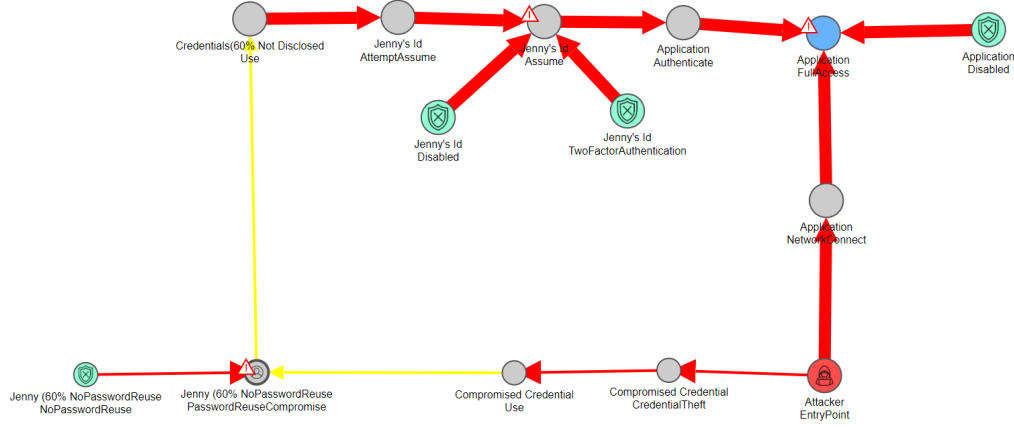 Credentials(60% Not Disclosed
Use
Jenny's Id
AttemptAssume
Jenny's Id
Assume
Application
Authenticate
Application
FullAccess
Application
Disabled
Jenny's Id
Disabled
Jenny's Id
TwoFactorAuthentication
Application
NetworkConnect
Jenny (60% NoPasswordReuse
NoPasswordReuse
Jenny (60% NoPasswordReuse
PasswordReuseCompromise
Compromised Credential
Use
Compromised Credential
CredentialTheft
Attacker
EntryPoint